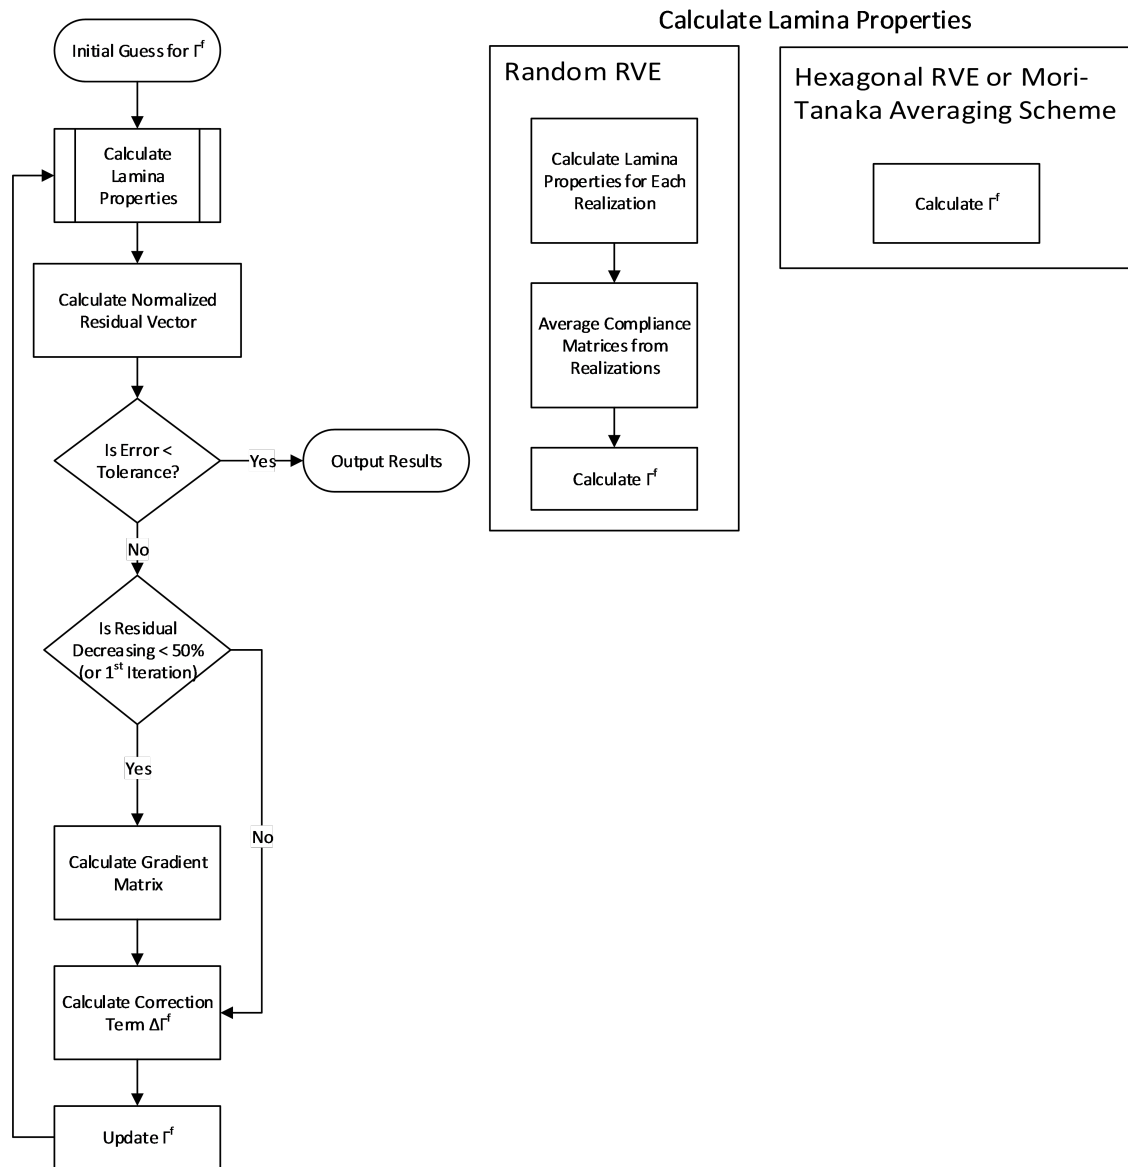 Calculate Lamina Properties
Initial Guess for Γᶠ
Calculate
Lamina
Properties
Calculate Normalized
Residual Vector
Is Error <
Tolerance?
Yes
Output Results
No
Is Residual
Decreasing < 50%
(or 1ˢᵗ Iteration)
Yes
No
Calculate Gradient
Matrix
Calculate Correction
Term ΔΓᶠ
Update Γᶠ
Random RVE
Calculate Lamina
Properties for Each
Realization
Average Compliance
Matrices from
Realizations
Calculate Γᶠ
Hexagonal RVE or Mori-
Tanaka Averaging Scheme
Calculate Γᶠ